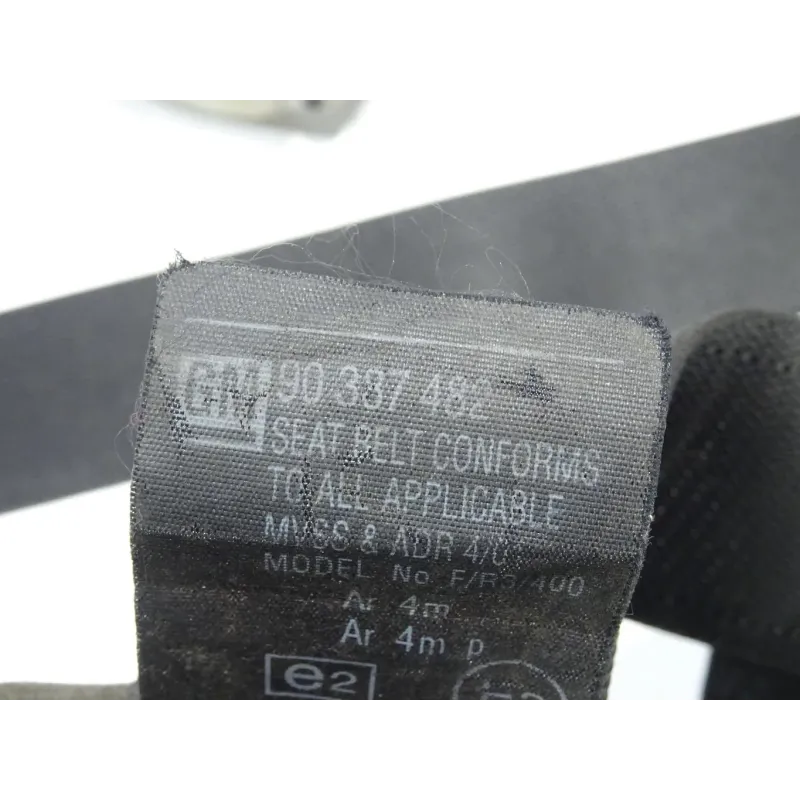 GM 90 337 482
SEAT BELT CONFORMS
TO ALL APPLICABLE
MVSS & ADR 4/0
MODEL No F/R3/400
Ar 4m
Ar 4m p
e2